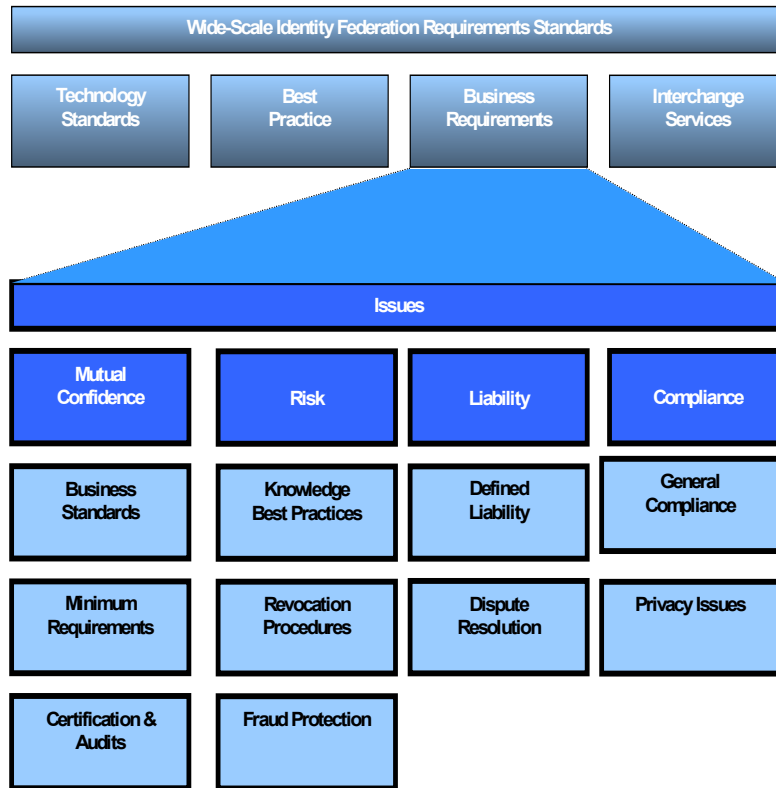 Wide-Scale Identity Federation Requirements Standards
Technology
Standards
Best
Practice
Business
Requirements
Interchange
Services
Issues
Mutual
Confidence
Risk
Liability
Compliance
Business
Standards
Knowledge
Best Practices
Defined
Liability
General
Compliance
Minimum
Requirements
Revocation
Procedures
Dispute
Resolution
Privacy Issues
Certification &
Audits
Fraud Protection